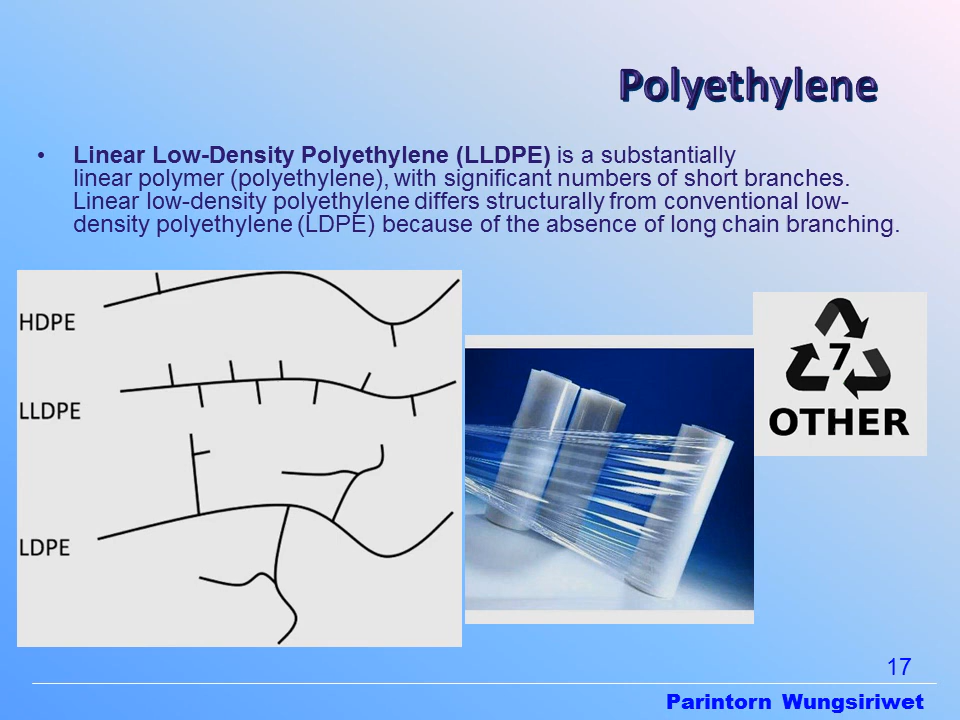 Polyethylene
• Linear Low-Density Polyethylene (LLDPE) is a substantially
linear polymer (polyethylene), with significant numbers of short branches.
Linear low-density polyethylene differs structurally from conventional low-
density polyethylene (LDPE) because of the absence of long chain branching.
HDPE
LLDPE
LDPE
7
OTHER
17
Parintorn Wungsiriwet